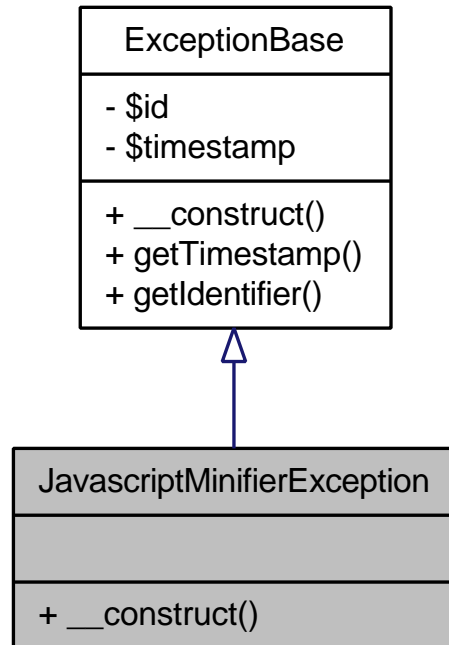 ExceptionBase
- $id
- $timestamp
+ __construct()
+ getTimestamp()
+ getIdentifier()
JavascriptMinifierException
+ __construct()